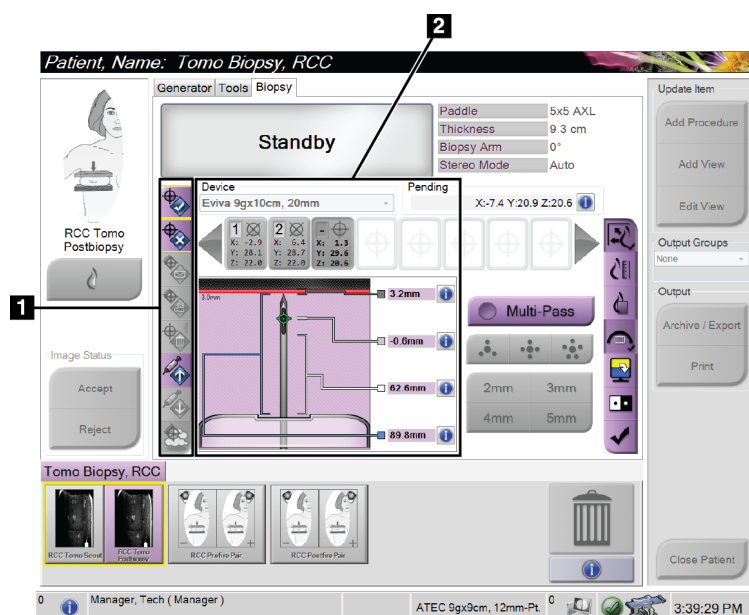 2
Patient, Name: Tomo Biopsy, RCC
Generator Tools Biopsy
Update Item
Standby
Paddle 5x5 AXL
Thickness 9.3 cm
Biopsy Arm 0°
Stereo Mode Auto
Add Procedure
Add View
Edit View
Device Pending
Eviva 9gx10cm, 20mm X:-7.4 Y:20.9 Z:20.6
RCC Tomo
Postbiopsy
1 2 -
X: -2.9 X: 6.4 X: 1.3
Y: 28.1 Y: 28.7 Y: 29.6
Z: 22.0 Z: 22.0 Z: 20.6
Output Groups
None
Output
1
3.0mm
3.2mm
-0.6mm
62.6mm
89.8mm
Multi-Pass
2mm 3mm
4mm 5mm
Archive / Export
Print
Image Status
Accept
Reject
Tomo Biopsy, RCC
RCC Tomo Scout
RCC Tomo
Postbiopsy
- +
RCC Prefire Pair
- +
RCC Postfire Pair
Close Patient
0 Manager, Tech ( Manager ) ATEC 9gx9cm, 12mm-Pt. 0 3:39:29 PM